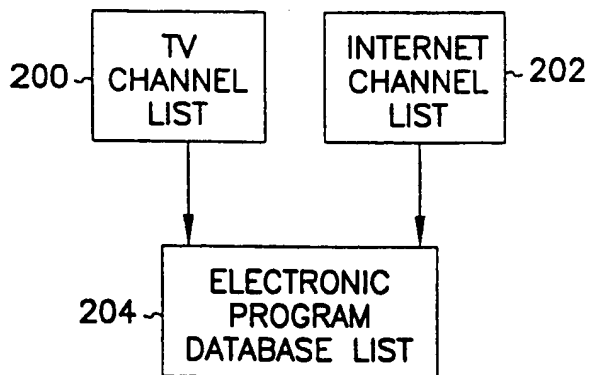 TV
CHANNEL
LIST
200
INTERNET
CHANNEL
LIST
202
ELECTRONIC
PROGRAM
DATABASE LIST
204